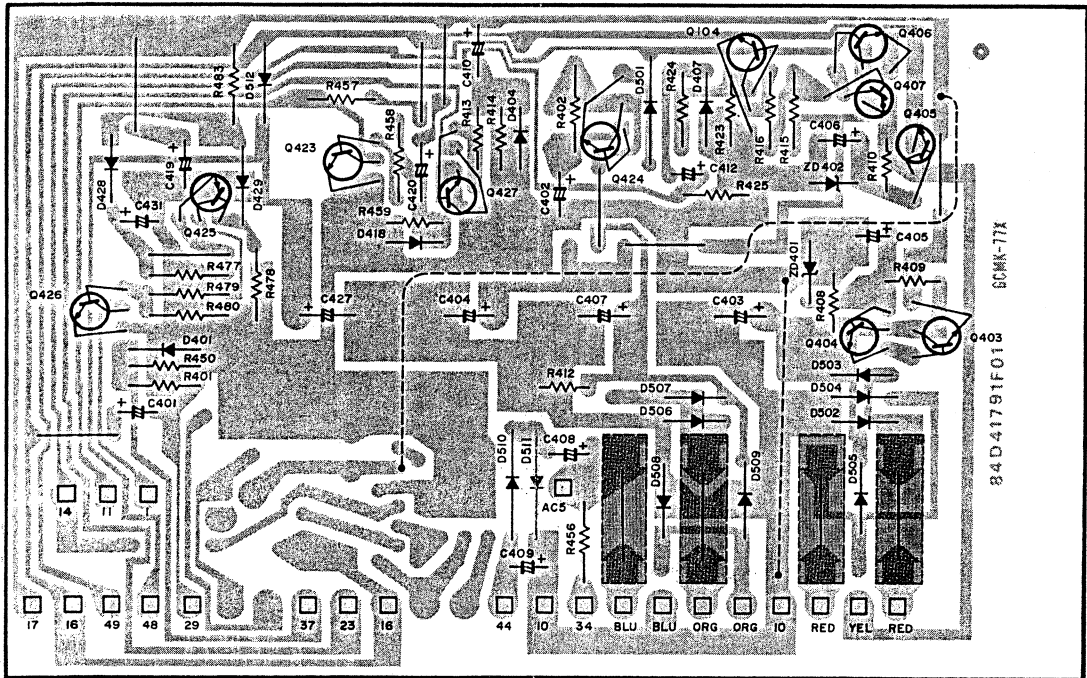 Q104
Q406
R483
D512
R457
C410
D501
R424
D407
Q407
R458
R413
R414
D404
R402
R423
R416
R415
C406
Q405
Q423
C419
D428
D429
C420
Q427
C402
Q424
C412
R425
ZD402
R410
C431
Q425
R459
D418
ZD401
C405
R477
R478
R479
R480
Q426
C427
C404
C407
C403
R408
R409
Q404
Q403
GCMK-77X
D401
R450
R401
C401
R412
D507
D506
D503
D504
D502
84D41791F01
D510
D511
C408
D508
D509
D505
14
11
1
AC5
R456
C409
17
16
49
48
29
37
23
16
44
10
34
BLU
BLU
ORG
ORG
10
RED
YEL
RED